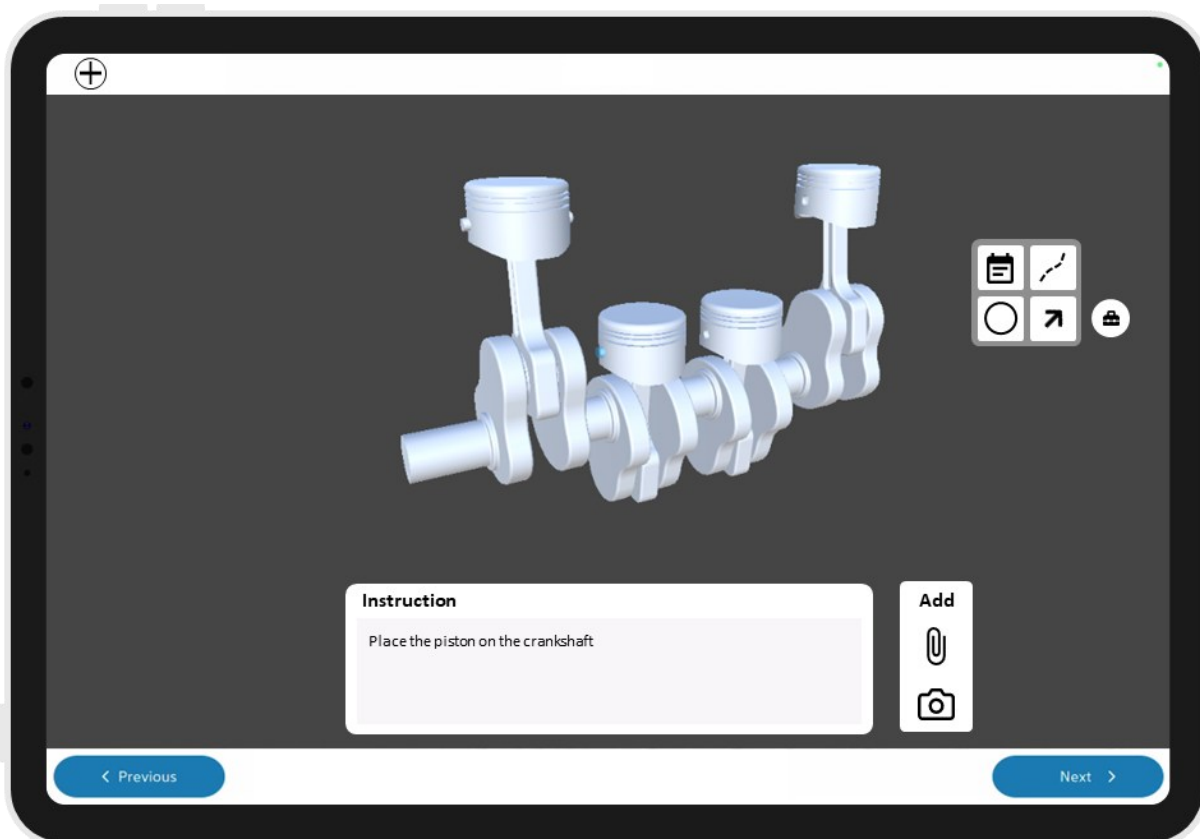 Instruction
Add
Place the piston on the crankshaft
Previous
Next